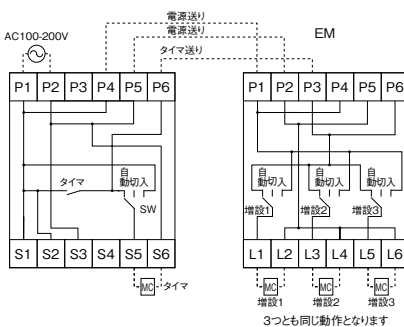 電源送り
電源送り
タイマ送り
AC100-200V
EM
P1 P2 P3 P4 P5 P6
P1 P2 P3 P4 P5 P6
自
動切入
タイマ
SW
自
動切入
増設1
自
動切入
増設2
自
動切入
増設3
S1 S2 S3 S4 S5 S6
L1 L2 L3 L4 L5 L6
MC タイマ
MC
増設1
MC
増設2
MC
増設3
3つとも同じ動作となります